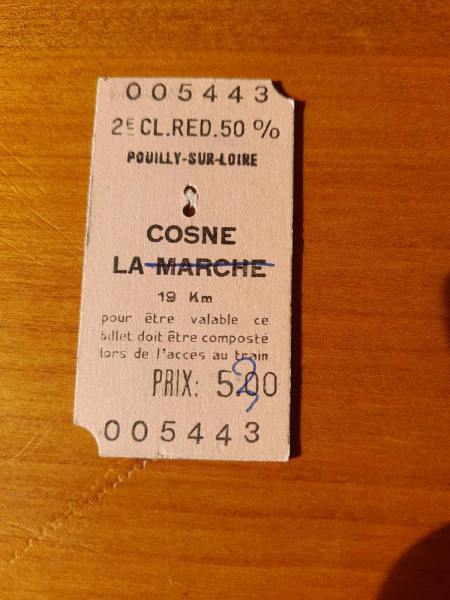 005443
2E CL.RED.50 %
POUILLY-SUR-LOIRE
COSNE
LA MARCHE
19 Km
pour être valable ce
billet doit être composté
lors de l'accès au train
PRIX: 5.00
005443